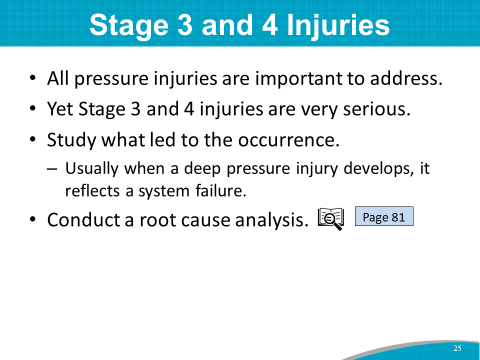 Stage 3 and 4 Injuries
• All pressure injuries are important to address.
• Yet Stage 3 and 4 injuries are very serious.
• Study what led to the occurrence.
– Usually when a deep pressure injury develops, it
reflects a system failure.
• Conduct a root cause analysis. Page 81
25